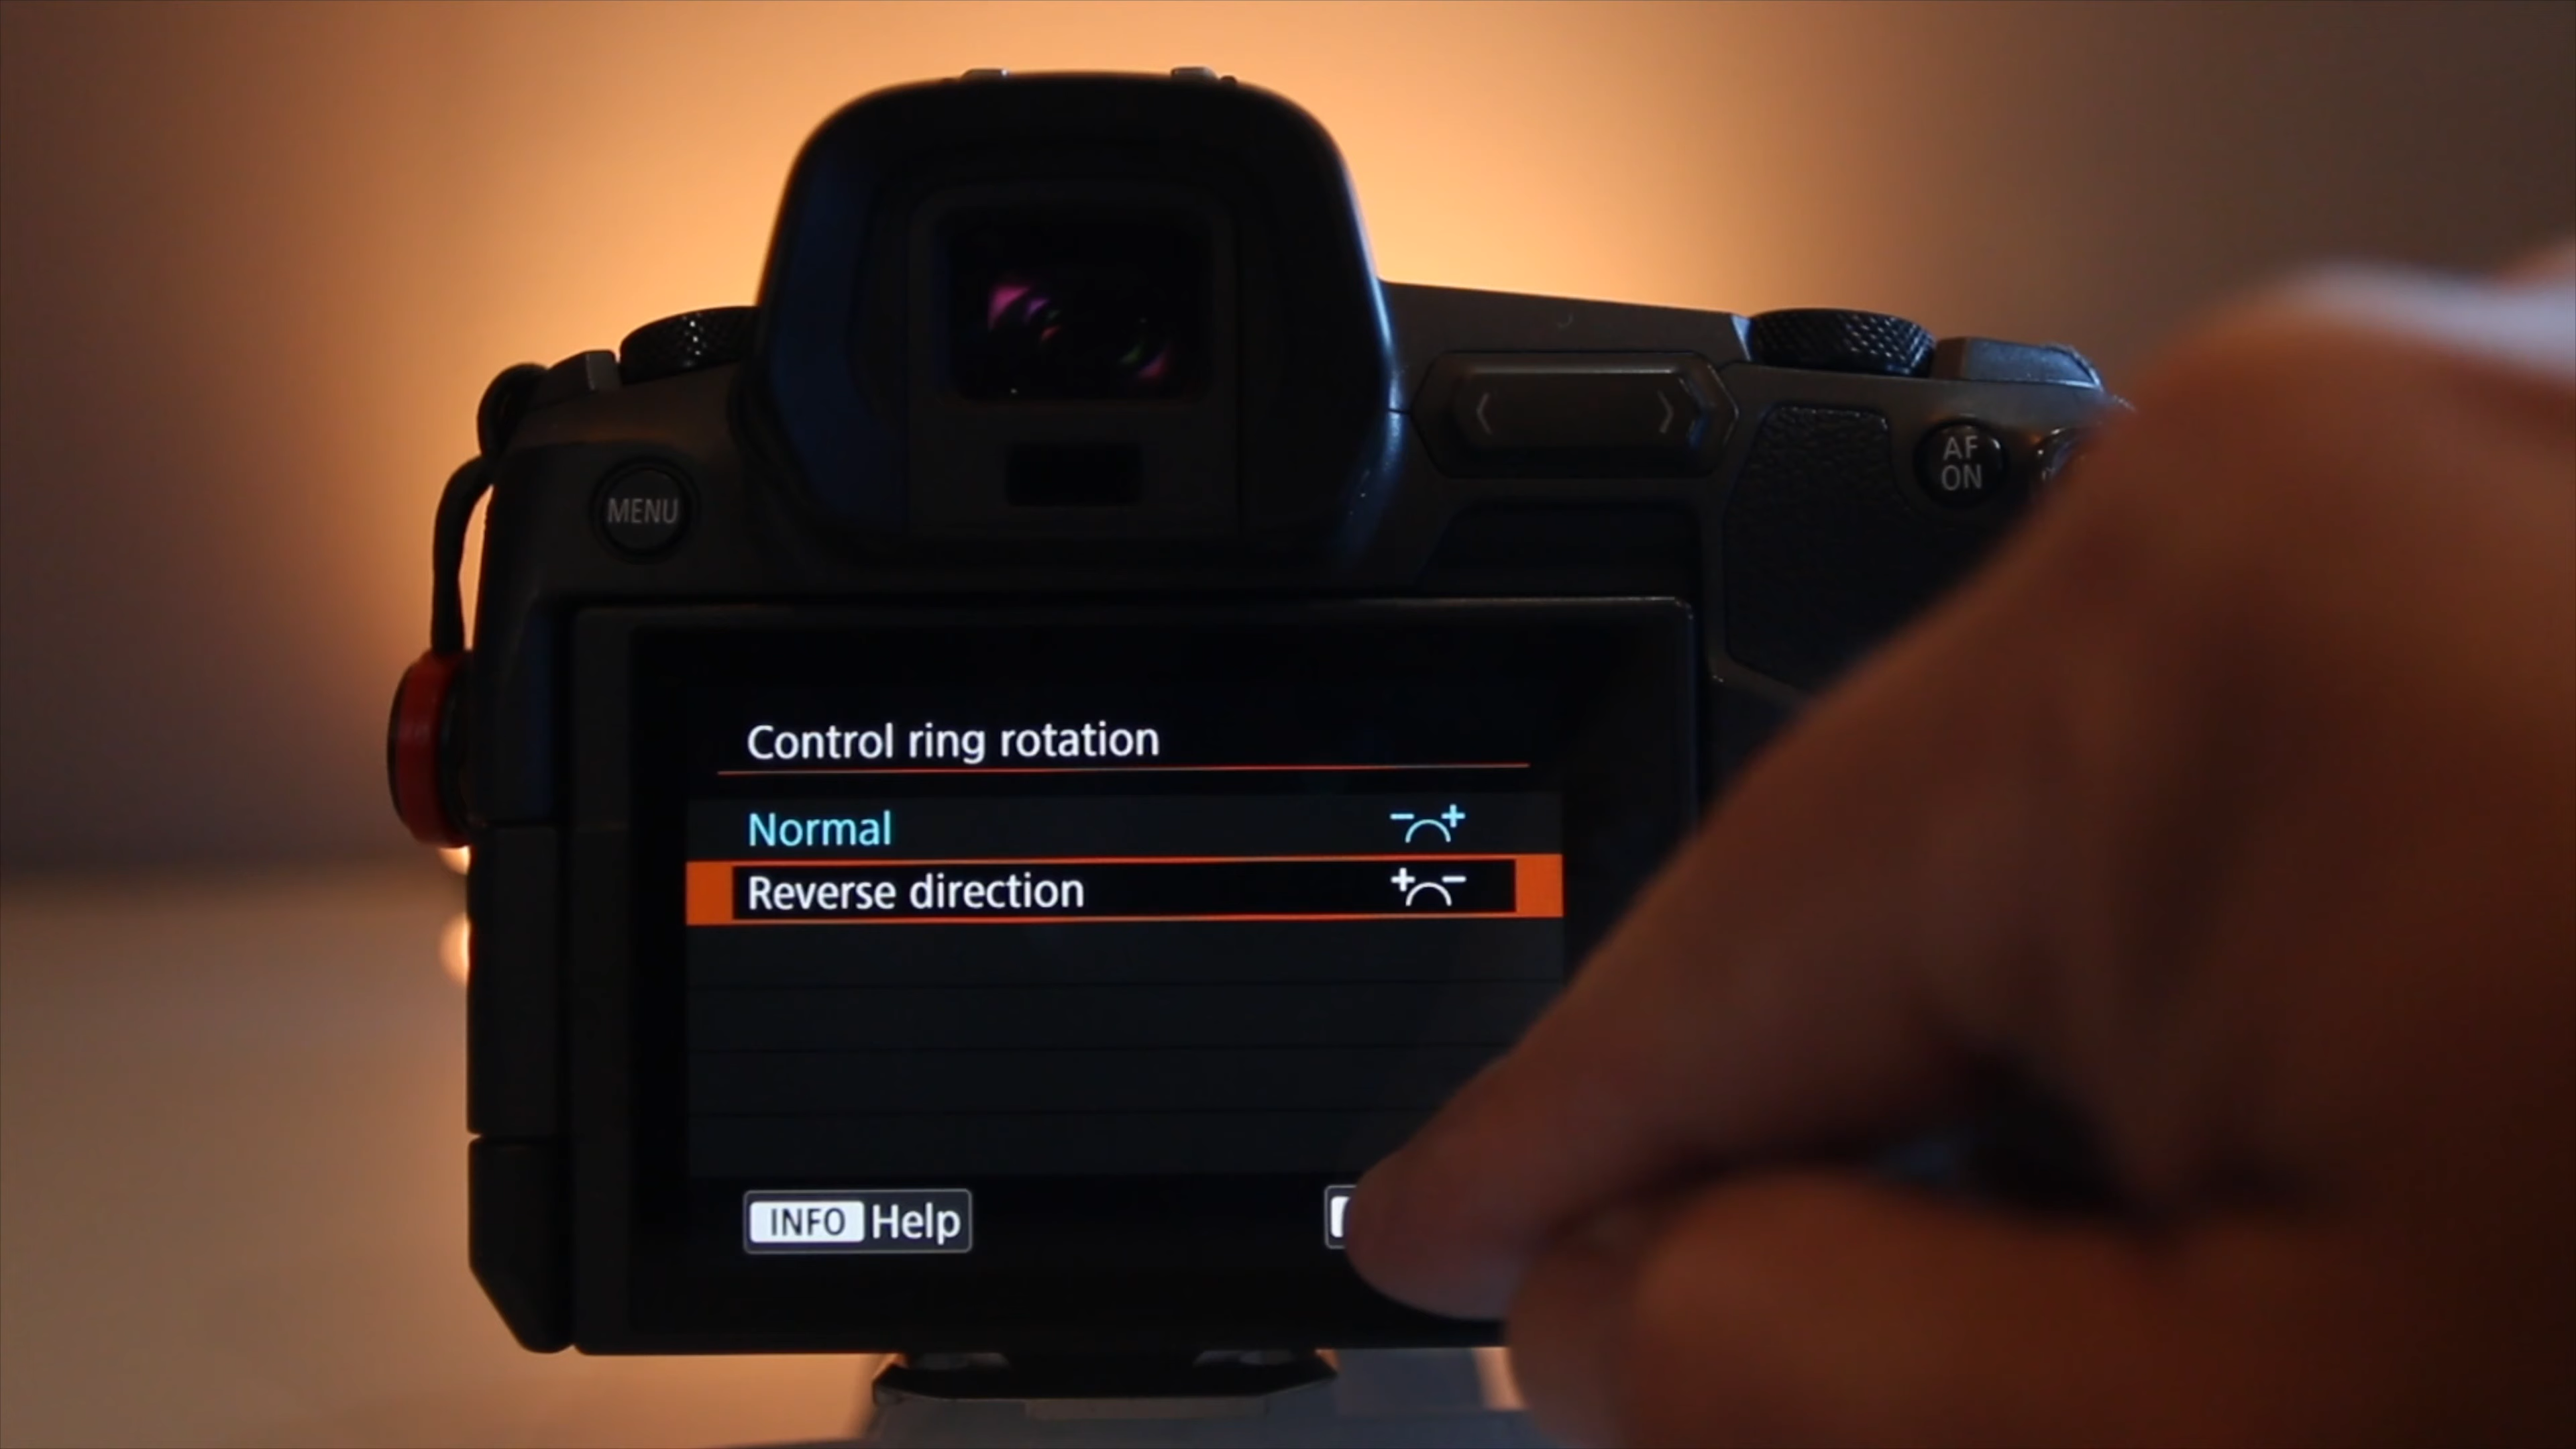 AF
ON
MENU
Control ring rotation
Normal - +
Reverse direction + -
INFO Help